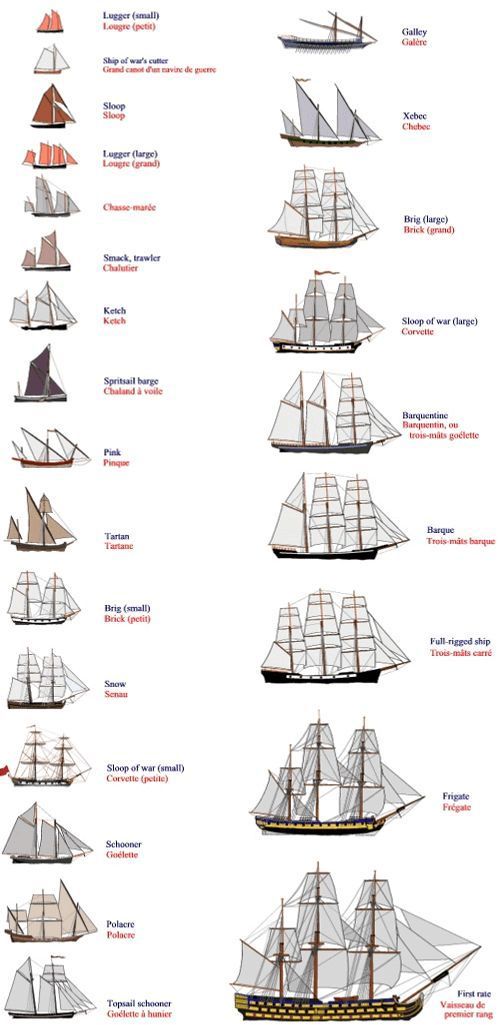 Lugger (small)
Lougre (petit)
Ship of war's cutter
Grand canot d'un navire de guerre
Sloop
Sloop
Lugger (large)
Lougre (grand)
Chasse-marée
Smack, trawler
Chalutier
Ketch
Ketch
Spritsail barge
Chaland à voile
Pink
Pinque
Tartan
Tartane
Brig (small)
Brick (petit)
Snow
Senau
Sloop of war (small)
Corvette (petite)
Schooner
Goélette
Polacre
Polacre
Topsail schooner
Goélette à hunier
Galley
Galère
Xebec
Chebec
Brig (large)
Brick (grand)
Sloop of war (large)
Corvette
Barquentine
Barquentin, ou
trois-mâts goélette
Barque
Trois-mâts barque
Full-rigged ship
Trois-mâts carré
Frigate
Frégate
First rate
Vaisseau de
premier rang